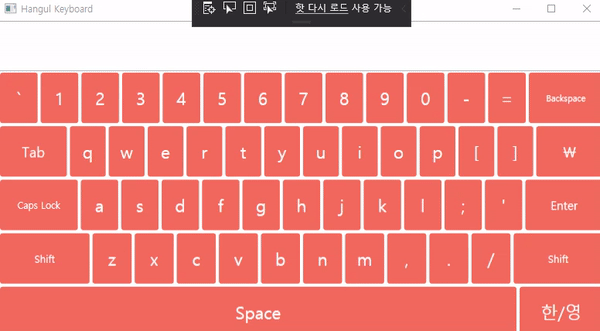 Hangul Keyboard
핫 다시 로드 사용 가능
` 1 2 3 4 5 6 7 8 9 0 - = Backspace
Tab q w e r t y u i o p [ ] ₩
Caps Lock a s d f g h j k l ; ' Enter
Shift z x c v b n m , . / Shift
Space 한/영